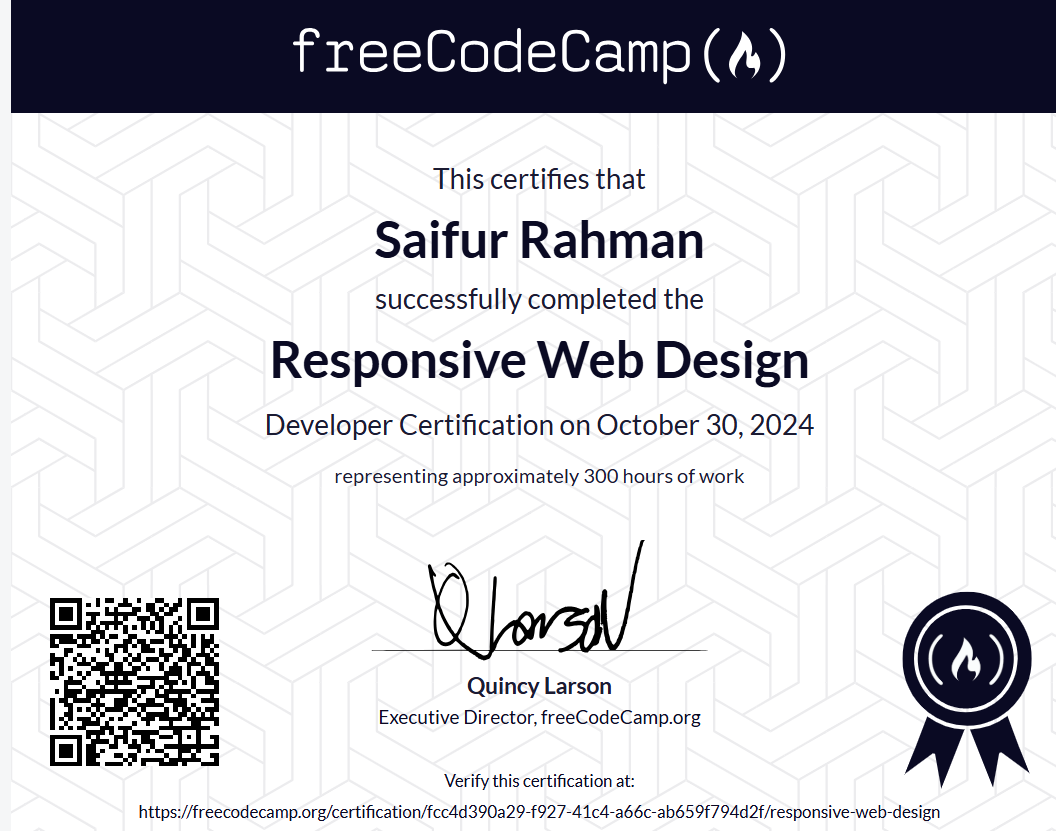 freeCodeCamp
This certifies that
Saifur Rahman
successfully completed the
Responsive Web Design
Developer Certification on October 30, 2024
representing approximately 300 hours of work
Q Larson
Quincy Larson
Executive Director, freeCodeCamp.org
Verify this certification at:
https://freecodecamp.org/certification/fcc4d390a29-f927-41c4-a66c-ab659f794d2f/responsive-web-design